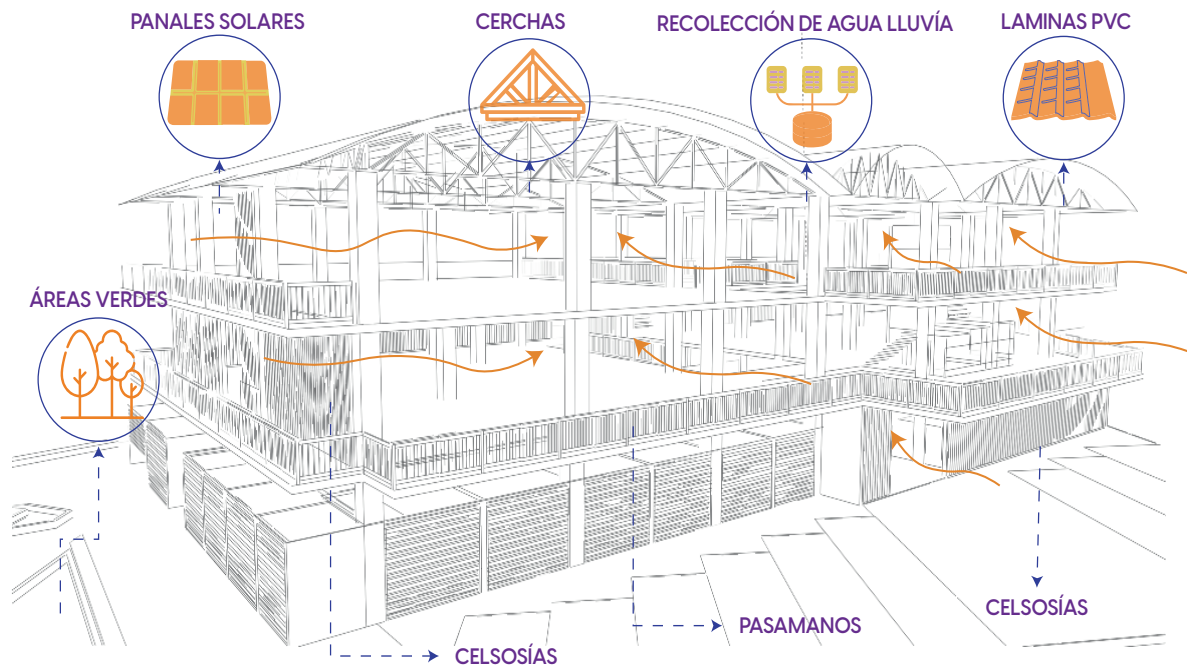 PANALES SOLARES
CERCHAS
RECOLECCIÓN DE AGUA LLUVÍA
LAMINAS PVC
ÁREAS VERDES
CELSOSÍAS
PASAMANOS
CELSOSÍAS